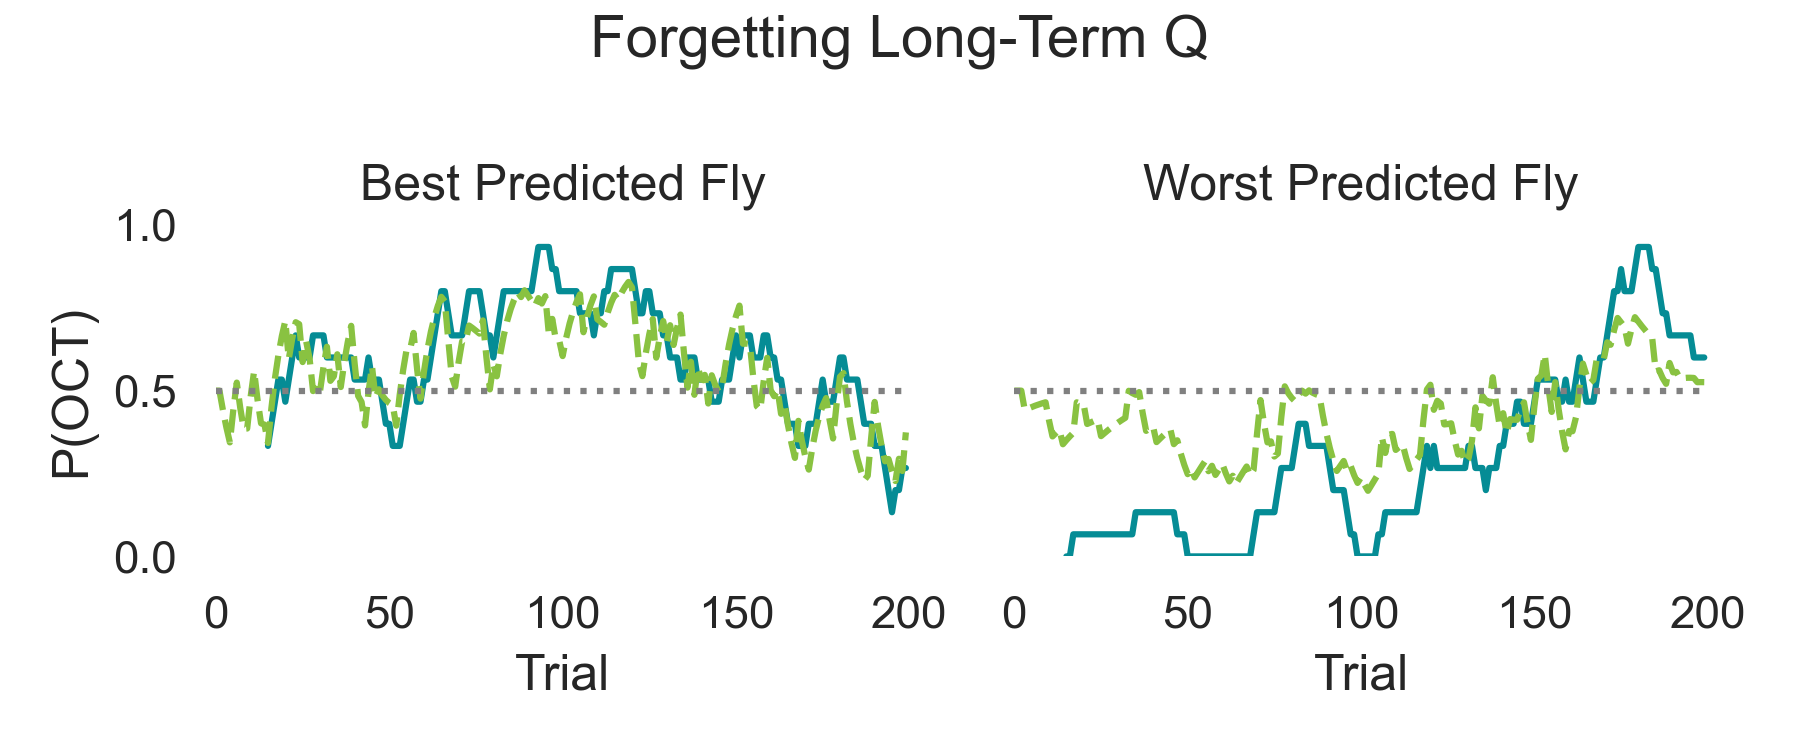 Forgetting Long-Term Q
Best Predicted Fly
Worst Predicted Fly
P(OCT)
1.0
0.5
0.0
0 50 100 150 200
0 50 100 150 200
Trial
Trial